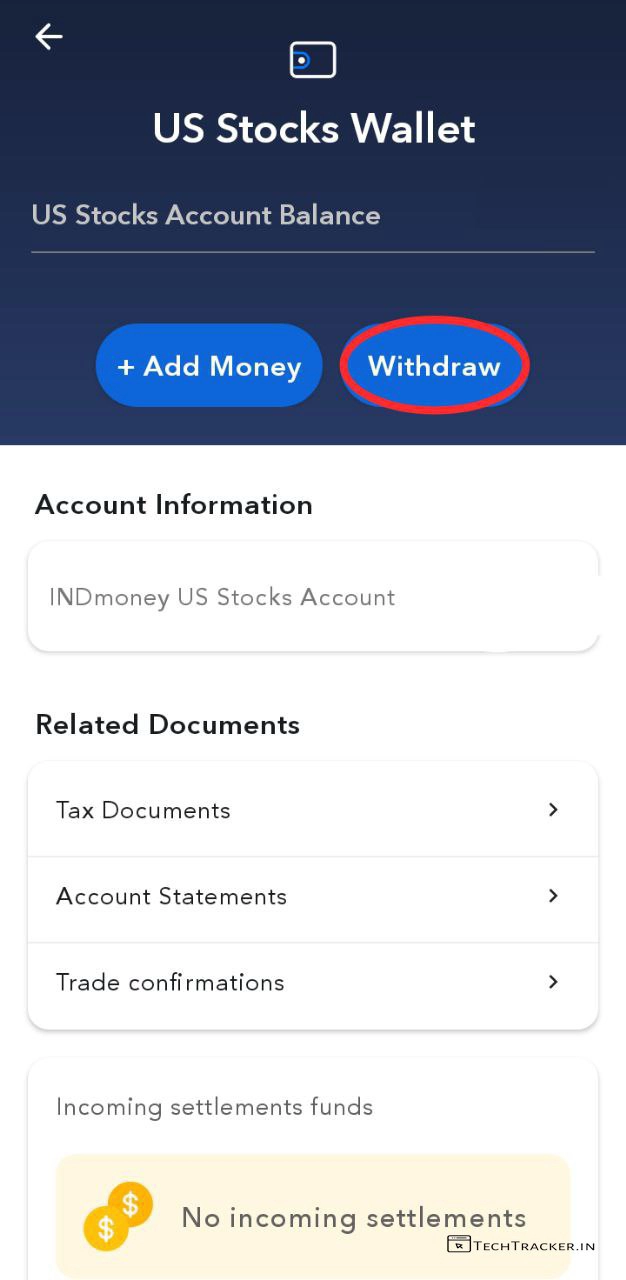 US Stocks Wallet
US Stocks Account Balance
+ Add Money
Withdraw
Account Information
INDmoney US Stocks Account
Related Documents
Tax Documents
Account Statements
Trade confirmations
Incoming settlements funds
$ $ No incoming settlements
TECHTRACKER.IN